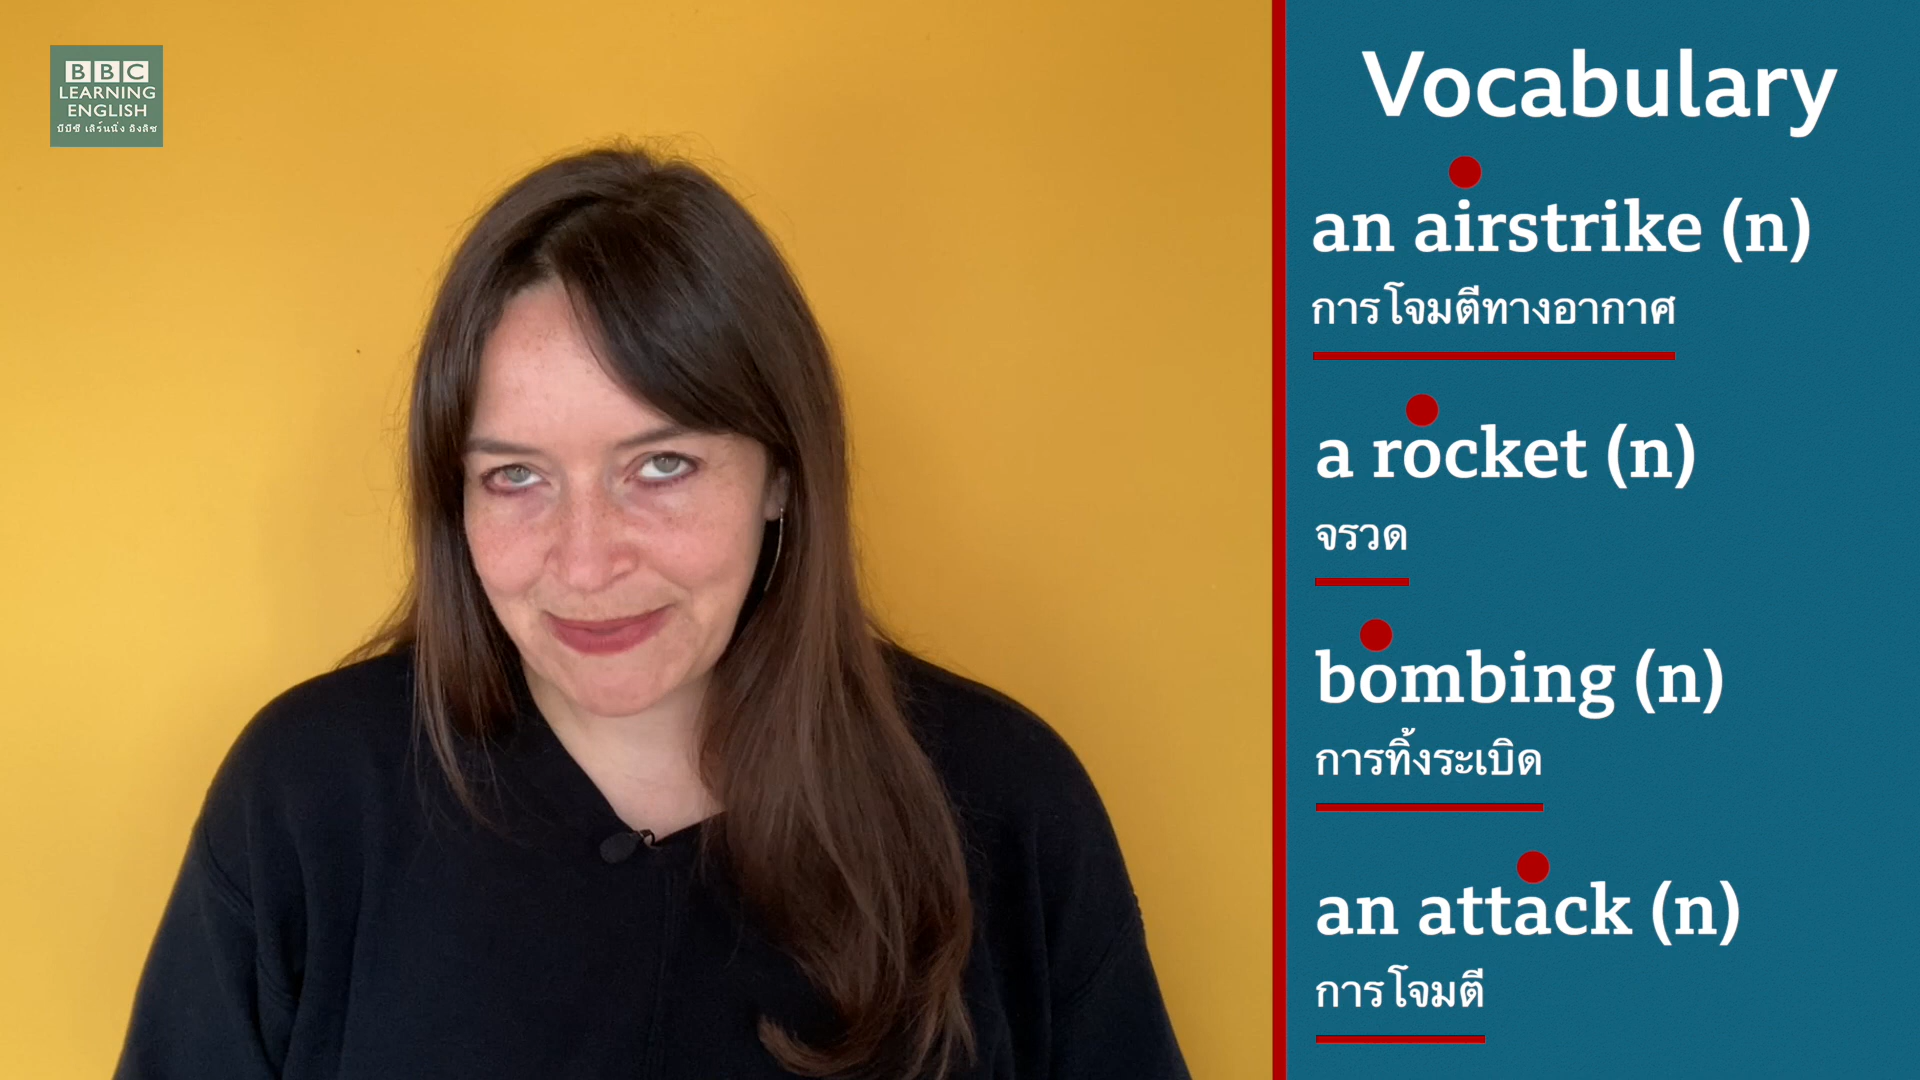 BBC
LEARNING
ENGLISH
บีบีซี เลิร์นนิ่ง อิงลิช
Vocabulary
an airstrike (n)
การโจมตีทางอากาศ
a rocket (n)
จรวด
bombing (n)
การทิ้งระเบิด
an attack (n)
การโจมตี